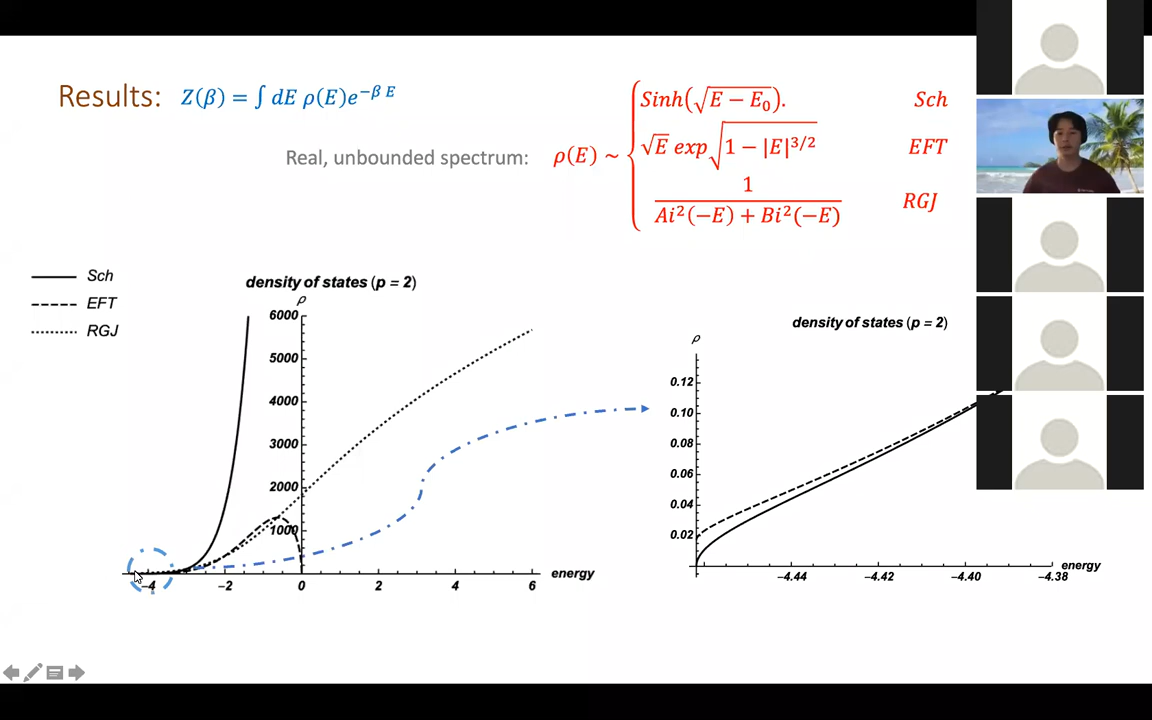 Results: Z(β) = ∫ dE ρ(E)e^{−β E}
Real, unbounded spectrum: ρ(E) ~
Sinh(√(E − E₀)). Sch
√E exp√(1 − |E|^{3/2}) EFT
1
Ai²(−E) + Bi²(−E) RGJ
Sch
EFT
RGJ
density of states (p = 2)
ρ
6000
5000
4000
3000
2000
1000
−4 −2 0 2 4 6
energy
density of states (p = 2)
ρ
0.12
0.10
0.08
0.06
0.04
0.02
−4.44 −4.42 −4.40 −4.38
energy